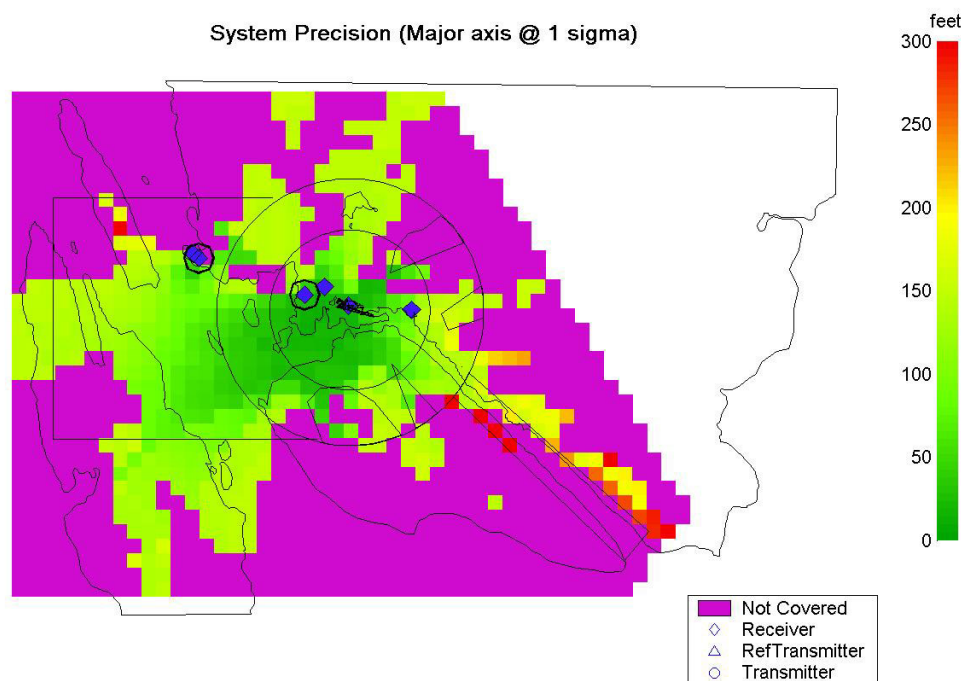 feet
System Precision (Major axis @ 1 sigma)
300
250
200
150
100
50
0
Not Covered
Receiver
RefTransmitter
Transmitter